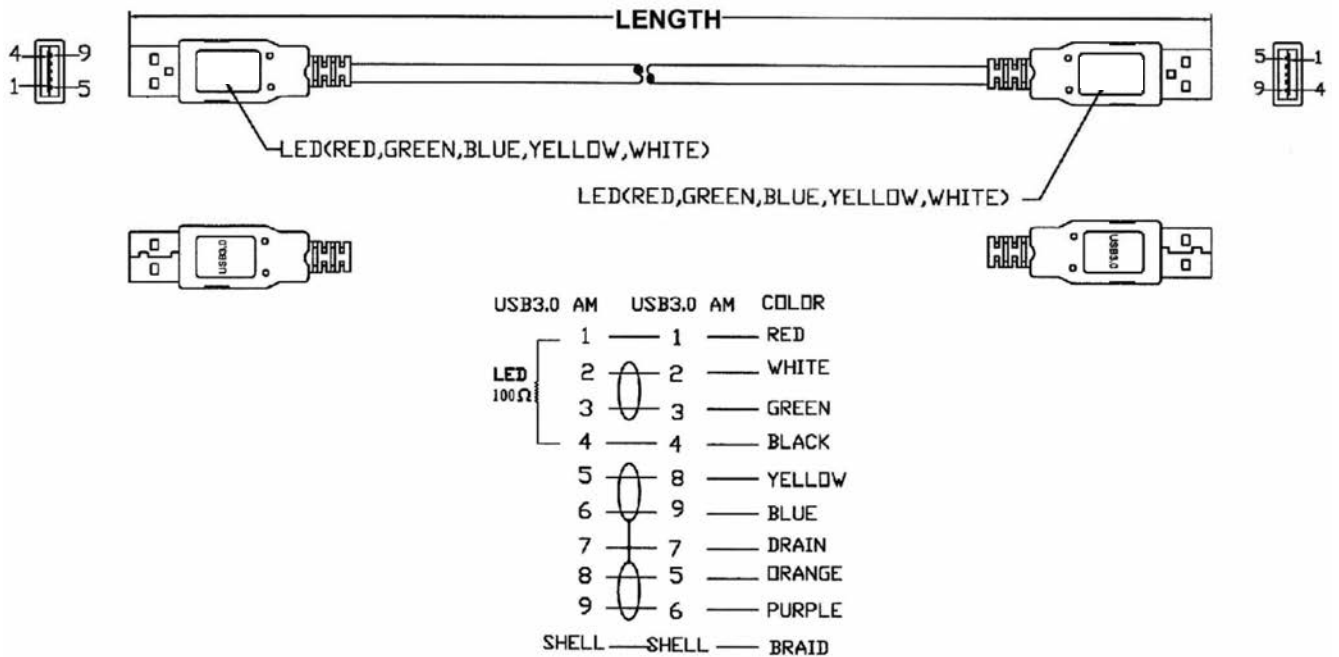 LENGTH
4 9
1 5
5 1
9 4
LED(RED,GREEN,BLUE,YELLOW,WHITE)
LED(RED,GREEN,BLUE,YELLOW,WHITE)
USB3.0
USB3.0
USB3.0 AM USB3.0 AM COLOR
1 1 RED
LED
100Ω
2 2 WHITE
3 3 GREEN
4 4 BLACK
5 8 YELLOW
6 9 BLUE
7 7 DRAIN
8 5 ORANGE
9 6 PURPLE
SHELL SHELL BRAID